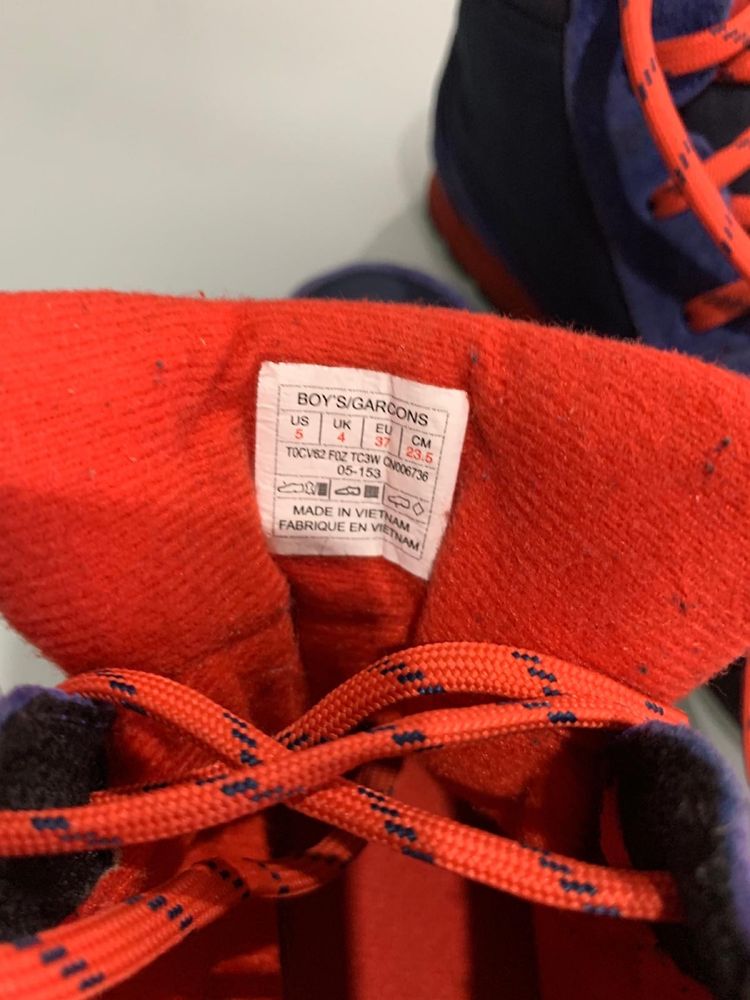 BOY'S/GARCONS
US UK EU CM
5 4 37 23.5
T0CV62 F0Z TC3W CN006736
05-153
MADE IN VIETNAM
FABRIQUE EN VIETNAM